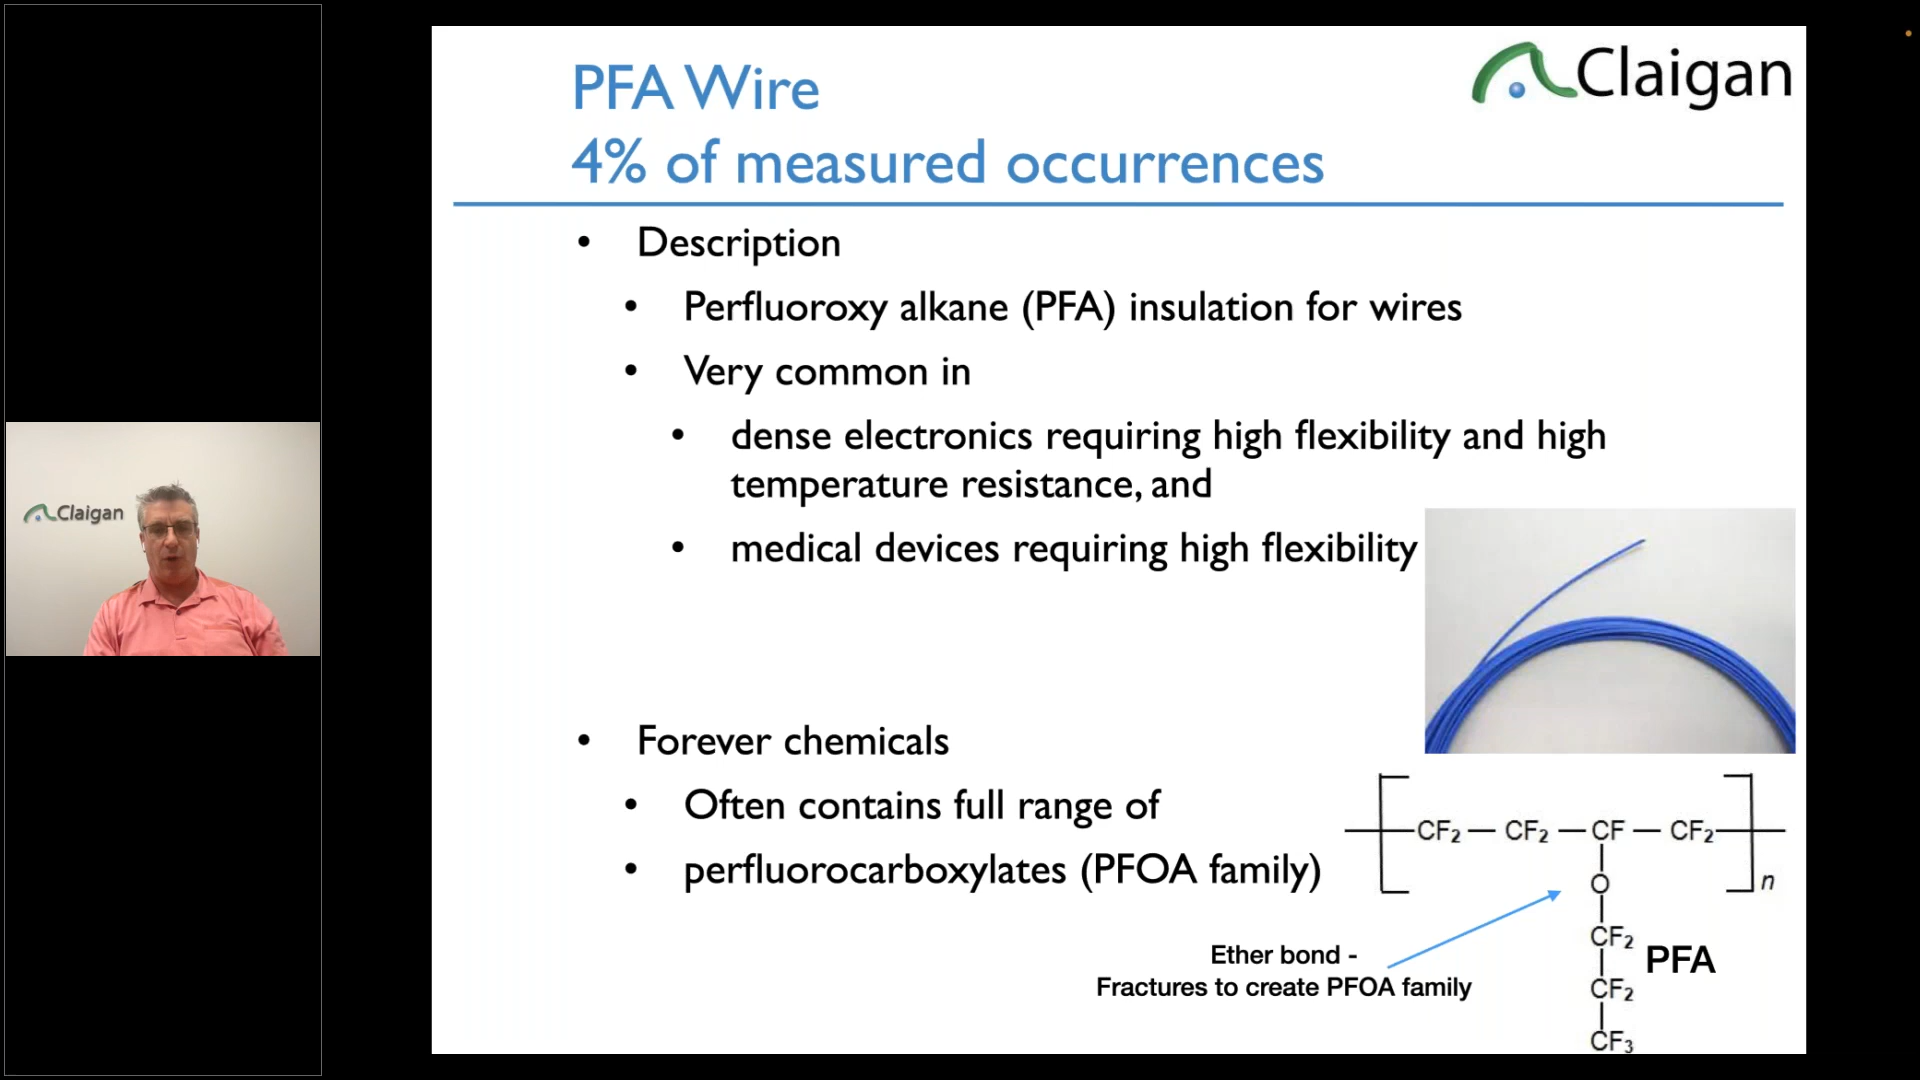 Claigan
PFA Wire
4% of measured occurrences
• Description
• Perfluoroxy alkane (PFA) insulation for wires
• Very common in
• dense electronics requiring high flexibility and high
temperature resistance, and
• medical devices requiring high flexibility
Claigan
• Forever chemicals
• Often contains full range of
• perfluorocarboxylates (PFOA family)
CF₂ — CF₂ — CF — CF₂
n
O
Ether bond -
Fractures to create PFOA family
CF₂
PFA
CF₂
CF₃